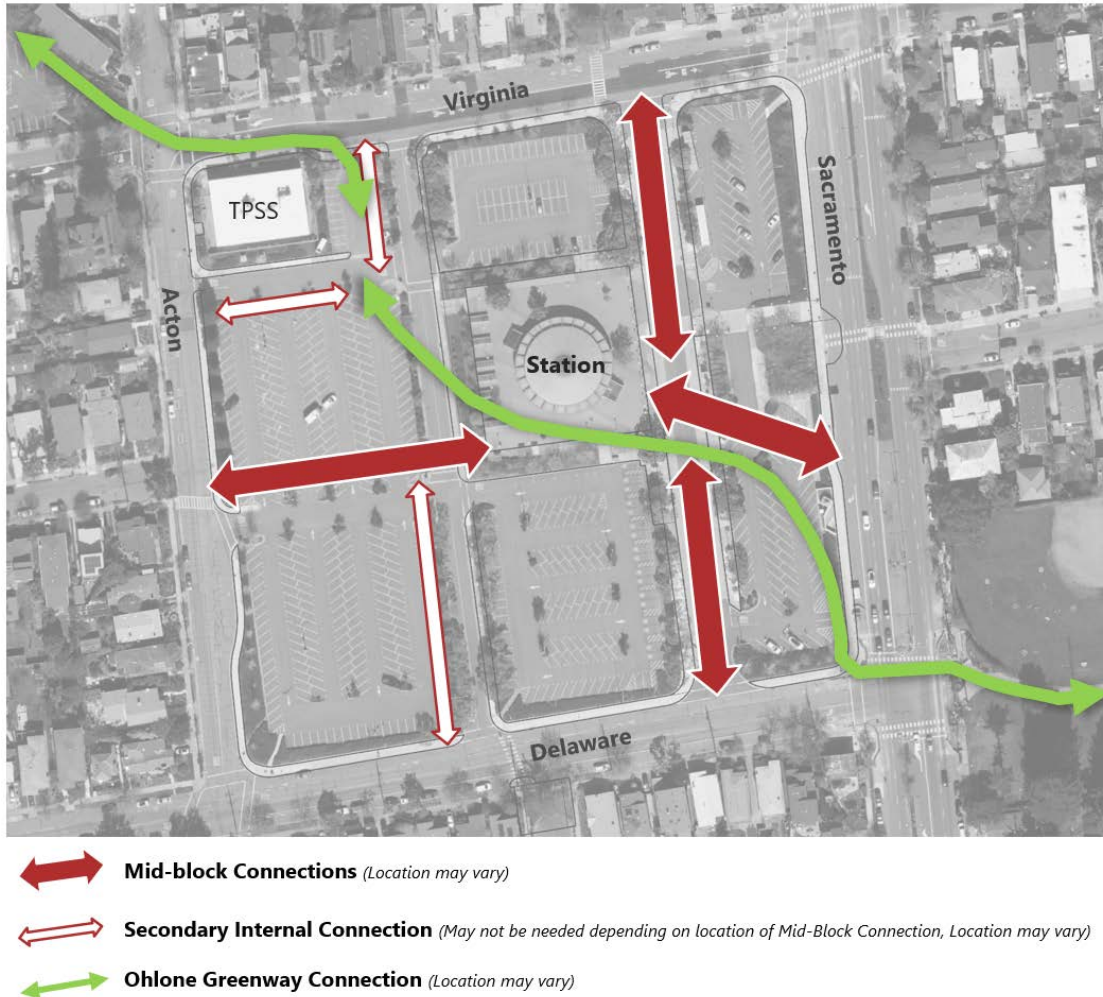 Virginia
Sacramento
TPSS
Acton
Station
Delaware
Mid-block Connections (Location may vary)
Secondary Internal Connection (May not be needed depending on location of Mid-Block Connection, Location may vary)
Ohlone Greenway Connection (Location may vary)